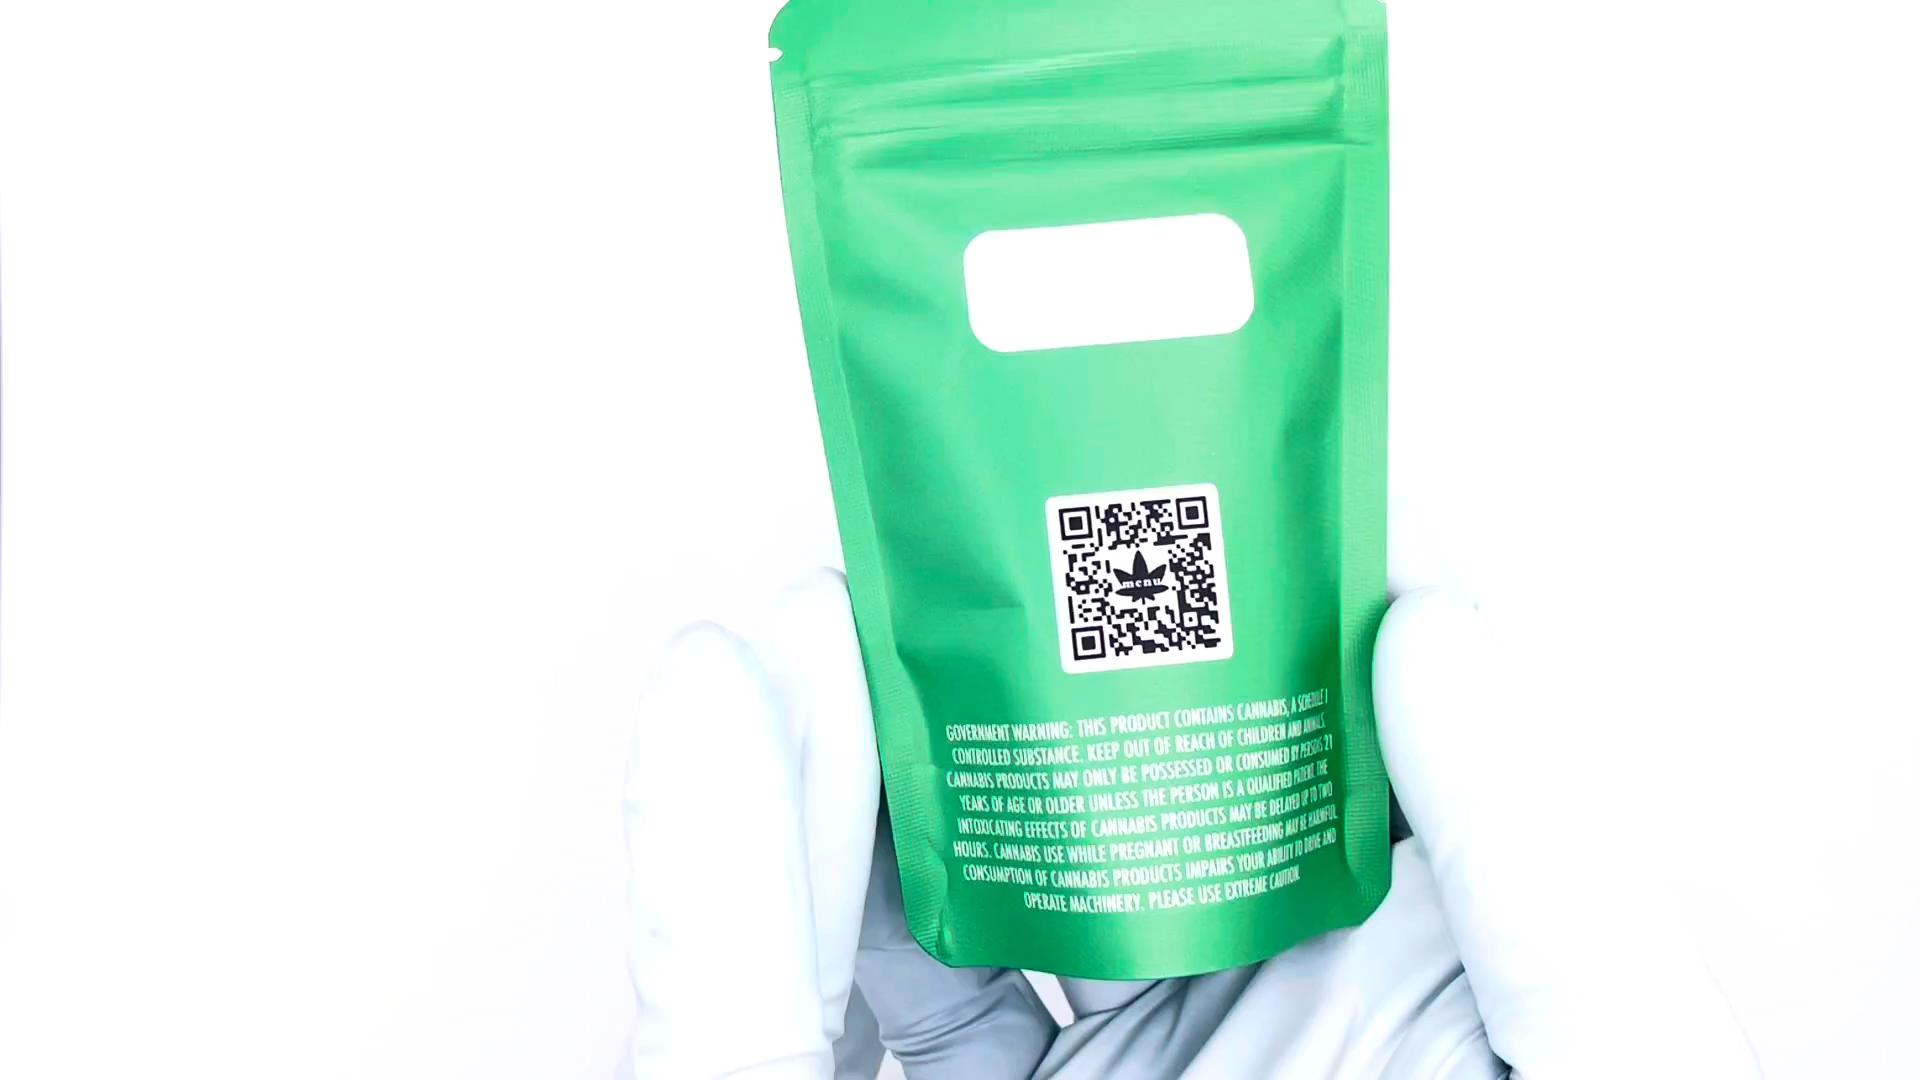 menu
GOVERNMENT WARNING: THIS PRODUCT CONTAINS CANNABIS, A SCHEDULE I
CONTROLLED SUBSTANCE. KEEP OUT OF REACH OF CHILDREN AND ANIMALS.
CANNABIS PRODUCTS MAY ONLY BE POSSESSED OR CONSUMED BY PERSONS 21
YEARS OF AGE OR OLDER UNLESS THE PERSON IS A QUALIFIED PATIENT. THE
INTOXICATING EFFECTS OF CANNABIS PRODUCTS MAY BE DELAYED UP TO TWO
HOURS. CANNABIS USE WHILE PREGNANT OR BREASTFEEDING MAY BE HARMFUL.
CONSUMPTION OF CANNABIS PRODUCTS IMPAIRS YOUR ABILITY TO DRIVE AND
OPERATE MACHINERY. PLEASE USE EXTREME CAUTION.